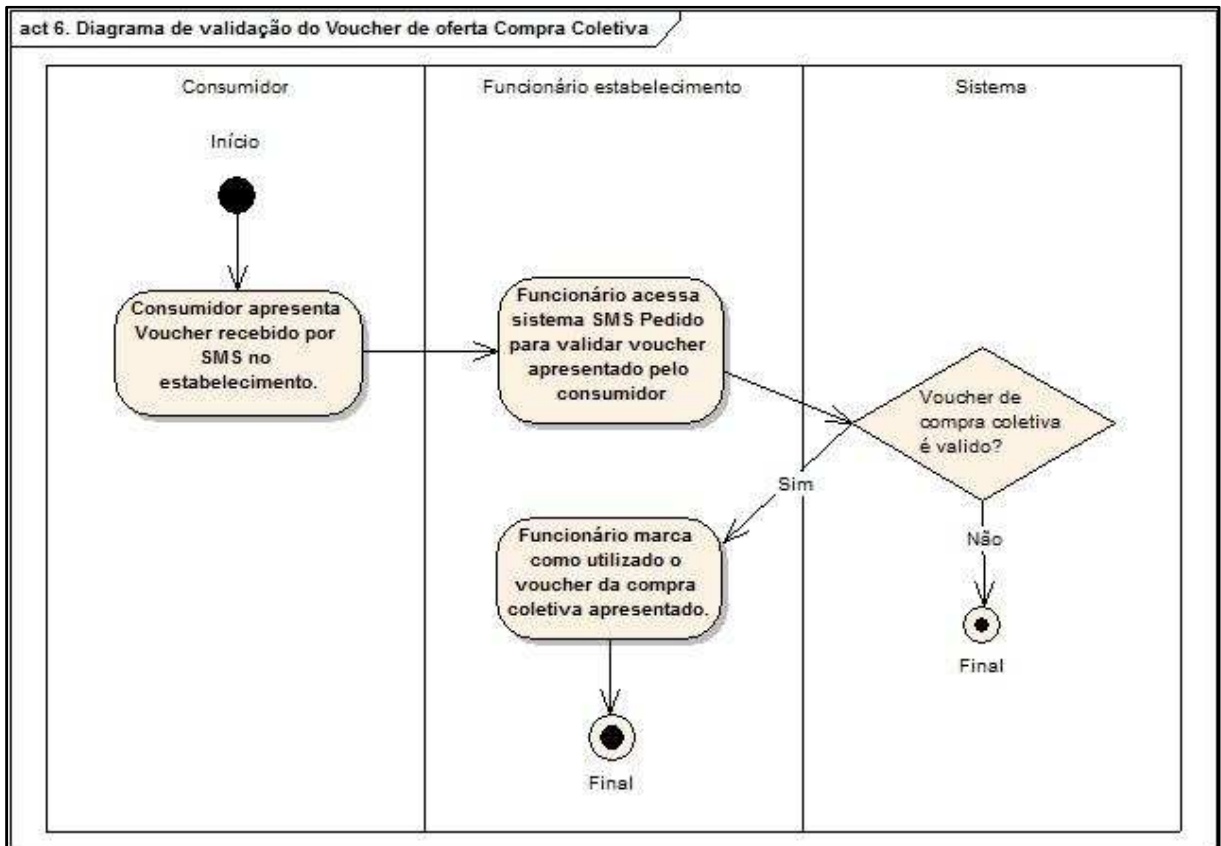 act 6. Diagrama de validação do Voucher de oferta Compra Coletiva
Consumidor
Funcionário estabelecimento
Sistema
Início
Consumidor apresenta
Voucher recebido por
SMS no
estabelecimento.
Funcionário acessa
sistema SMS Pedido
para validar voucher
apresentado pelo
consumidor
Voucher de
compra coletiva
é valido?
Sim
Funcionário marca
como utilizado o
voucher da compra
coletiva apresentado.
Não
Final
Final